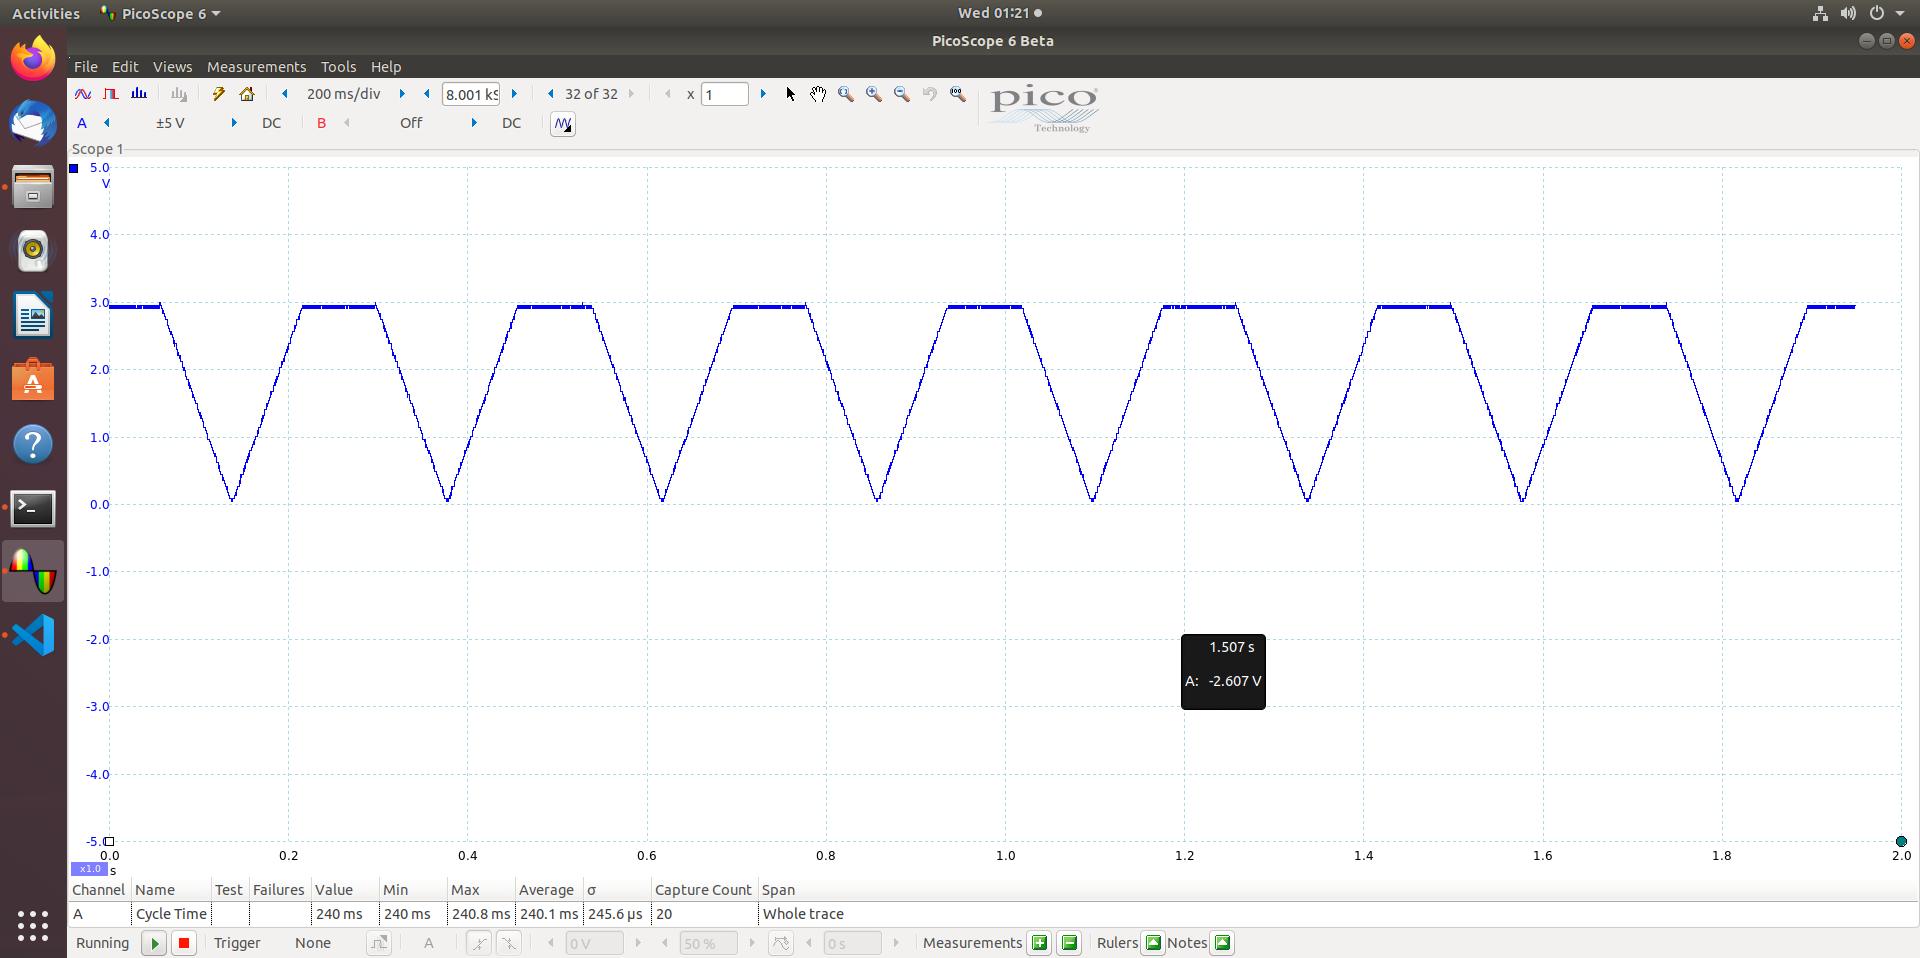 Activities PicoScope 6 Wed 01:21
PicoScope 6 Beta
File Edit Views Measurements Tools Help
200 ms/div 8.001 kS 32 of 32 x 1
pico
Technology
A ±5 V DC B Off DC
Scope 1
5.0
V
4.0
3.0
2.0
1.0
0.0
-1.0
-2.0
1.507 s
A: -2.607 V
-3.0
-4.0
-5.0
0.0 0.2 0.4 0.6 0.8 1.0 1.2 1.4 1.6 1.8 2.0
x1.0 s
Channel Name Test Failures Value Min Max Average σ Capture Count Span
A Cycle Time 240 ms 240 ms 240.8 ms 240.1 ms 245.6 µs 20 Whole trace
Running Trigger None A 0 V 50 % 0 s Measurements Rulers Notes